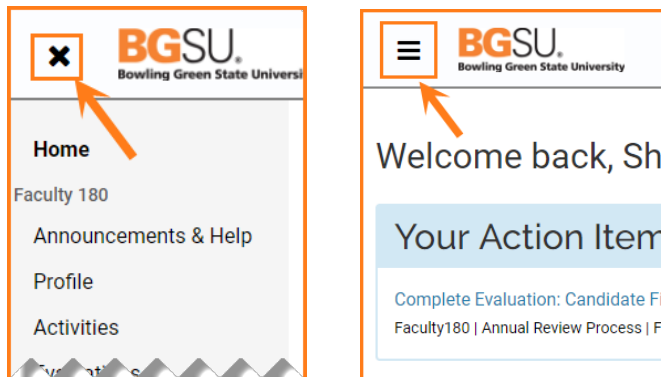 BGSU.
Bowling Green State Universi
Home
Faculty 180
Announcements & Help
Profile
Activities
BGSU.
Bowling Green State University
Welcome back, Sh
Your Action Item
Complete Evaluation: Candidate F
Faculty180 | Annual Review Process | F